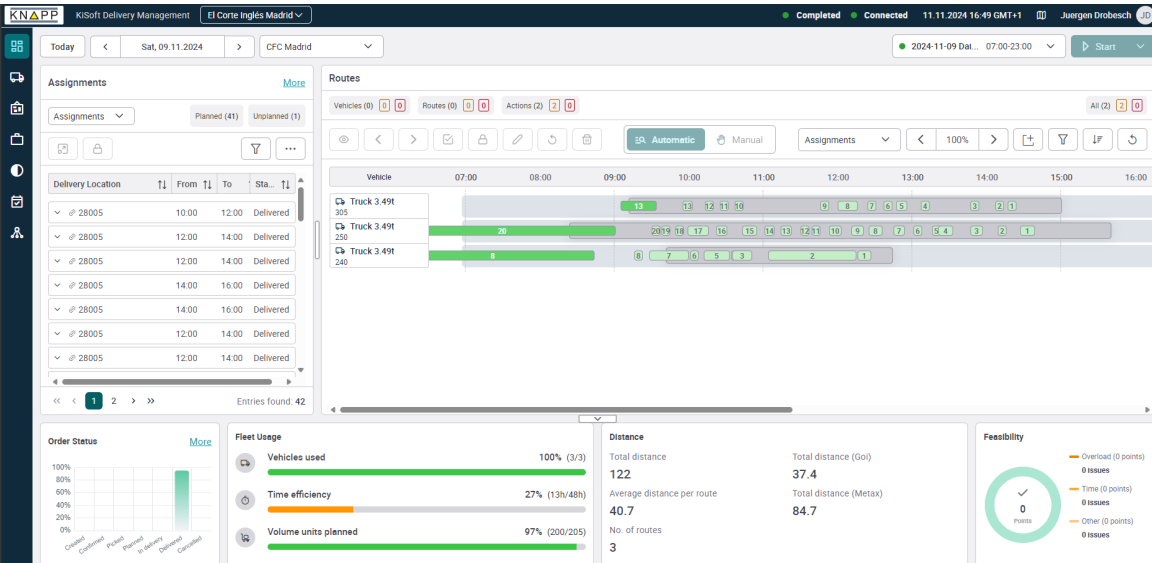 KNAPP KiSoft Delivery Management El Corte Inglés Madrid Completed Connected 11.11.2024 16:49 GMT+1 Juergen Drobesch JD
Today Sat, 09.11.2024 CFC Madrid 2024-11-09 Dai... 07:00-23:00 Start
Assignments More
Assignments Planned (41) Unplanned (1)
Delivery Location From To Sta...
28005 10:00 12:00 Delivered
28005 12:00 14:00 Delivered
28005 12:00 14:00 Delivered
28005 14:00 16:00 Delivered
28005 14:00 16:00 Delivered
28005 12:00 14:00 Delivered
28005 12:00 14:00 Delivered
1 2 Entries found: 42
Routes
Vehicles (0) 0 0 Routes (0) 0 0 Actions (2) 2 0 All (2) 2 0
Automatic Manual Assignments 100%
Vehicle 07:00 08:00 09:00 10:00 11:00 12:00 13:00 14:00 15:00 16:00
Truck 3.49t
305
13 13 12 11 10 9 8 7 6 5 4 3 2 1
Truck 3.49t
250
20 20 19 18 17 16 15 14 13 12 11 10 9 8 7 6 5 4 3 2 1
Truck 3.49t
240
8 8 7 6 5 3 2 1
Order Status More
100%
80%
60%
40%
20%
0%
Created Confirmed Picked Planned In delivery Delivered Cancelled
Fleet Usage
Vehicles used 100% (3/3)
Time efficiency 27% (13h/48h)
Volume units planned 97% (200/205)
Distance
Total distance Total distance (Goi)
122 37.4
Average distance per route Total distance (Metax)
40.7 84.7
No. of routes
3
Feasibility
0
Points
Overload (0 points)
0 Issues
Time (0 points)
0 Issues
Other (0 points)
0 Issues